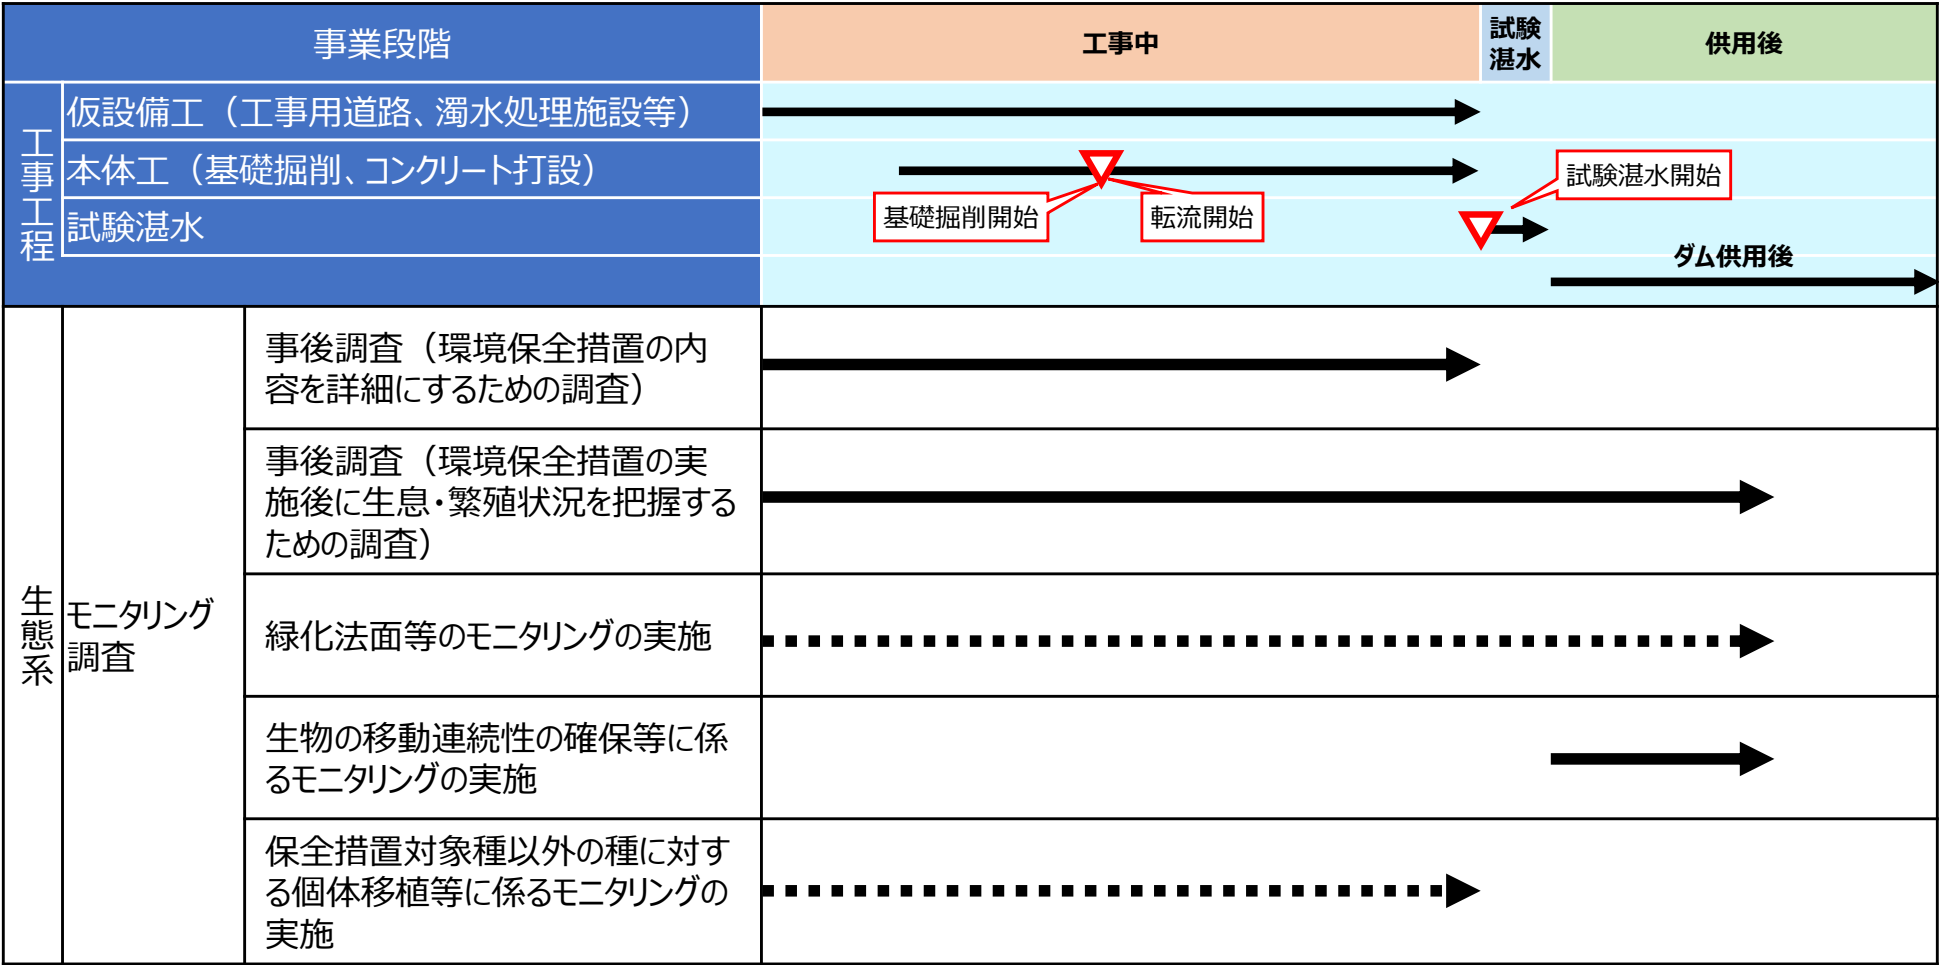 事業段階
工事中
試験
湛水
供用後
工事工程
仮設備工（工事用道路、濁水処理施設等）
本体工（基礎掘削、コンクリート打設）
試験湛水
基礎掘削開始
転流開始
試験湛水開始
ダム供用後
生態系
モニタリング
調査
事後調査（環境保全措置の内
容を詳細にするための調査）
事後調査（環境保全措置の実
施後に生息・繁殖状況を把握する
ための調査）
緑化法面等のモニタリングの実施
生物の移動連続性の確保等に係
るモニタリングの実施
保全措置対象種以外の種に対す
る個体移植等に係るモニタリングの
実施